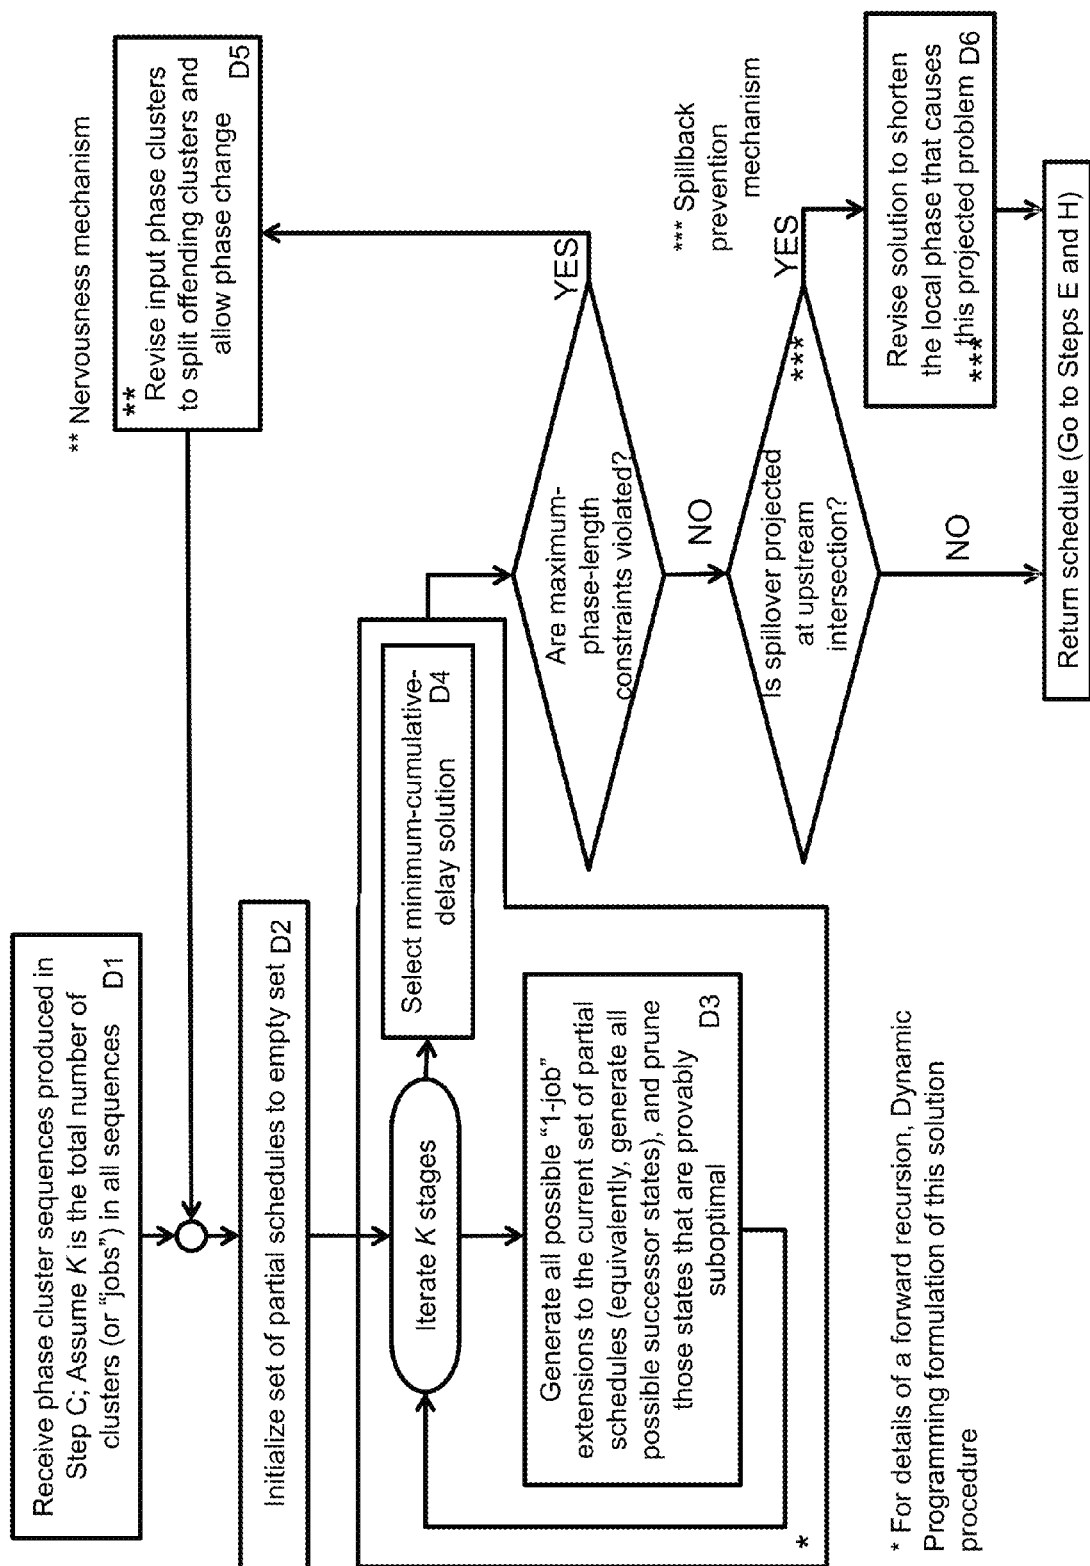 Receive phase cluster sequences produced in
Step C; Assume K is the total number of
clusters (or "jobs") in all sequences D1
Initialize set of partial schedules to empty set D2
Iterate K stages
Generate all possible "1-job"
extensions to the current set of partial
schedules (equivalently, generate all
possible successor states), and prune
those states that are provably
suboptimal
D3
*
Select minimum-cumulative-
delay solution D4
Are maximum-
phase-length
constraints violated?
YES
NO
** Nervousness mechanism
**
Revise input phase clusters
to split offending clusters and
allow phase change
D5
Is spillover projected
at upstream
intersection?
***
YES
NO
*** Spillback
prevention
mechanism
Revise solution to shorten
the local phase that causes
this projected problem D6
***
Return schedule (Go to Steps E and H)
* For details of a forward recursion, Dynamic
Programming formulation of this solution
procedure